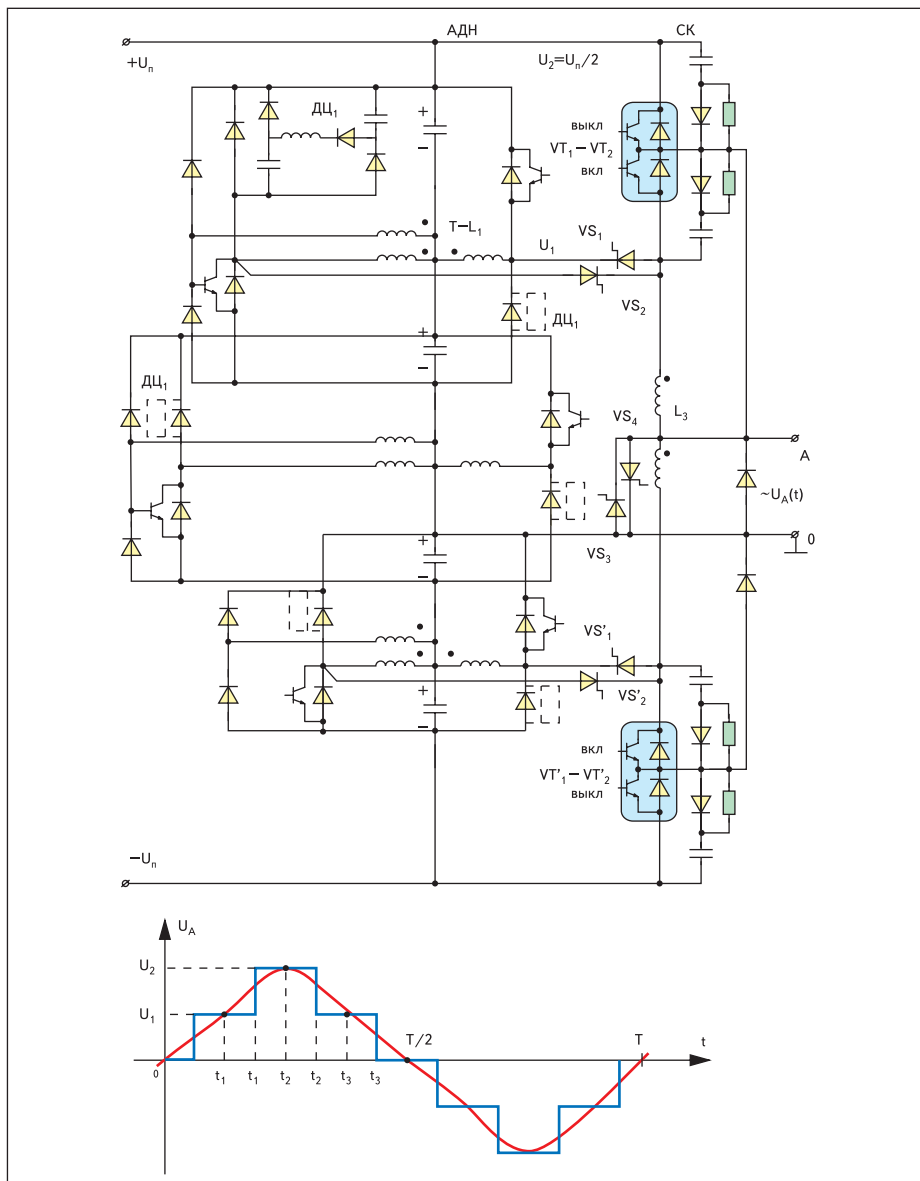 АДН
СК
+Uп
U2=Uп/2
ДЦ1
+
−
выкл
VT1−VT2
вкл
T−L1
U1
VS1
VS2
ДЦ1
+
−
ДЦ1
VS4
L3
A
~UA(t)
+
−
VS3
0
VS'1
VS'2
+
−
вкл
VT'1−VT'2
выкл
−Uп
UA
U2
U1
T/2
T
t
0
t1
t1
t2
t2
t3
t3